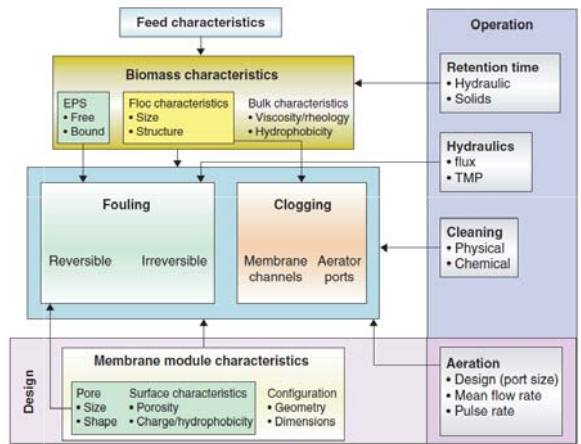 Feed characteristics
Operation
Biomass characteristics
EPS
• Free
• Bound
Floc characteristics
• Size
• Structure
Bulk characteristics
• Viscosity/rheology
• Hydrophobicity
Retention time
• Hydraulic
• Solids
Hydraulics
• flux
• TMP
Fouling
Reversible
Irreversible
Clogging
Membrane
channels
Aerator
ports
Cleaning
• Physical
• Chemical
Design
Membrane module characteristics
Pore
• Size
• Shape
Surface characteristics
• Porosity
• Charge/hydrophobicity
Configuration
• Geometry
• Dimensions
Aeration
• Design (port size)
• Mean flow rate
• Pulse rate